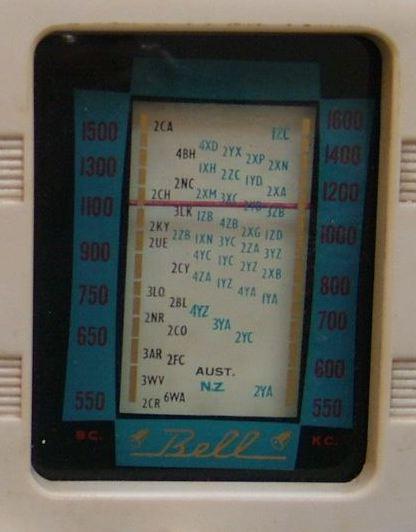 1500 1600
2CA 1ZC
4XD 2YX
4BH 2XP 1400
1300 1XH 2ZC 1YD 2XN
2NC 2XA 1200
2CH 2XM 3XC
1100 3LK 1ZB 3ZB
2KY 4ZB 2XG 1ZD 1000
2UE 2ZB 1XN 3YC 2ZA 3YZ
900 4YC 1YC 2YZ
2CY 4ZA 1YZ 2XB
750 3LO 4YA 1YA 800
2BL 4YZ
2NR 3YA 700
650 2CO 2YC
3AR 2FC 600
AUST.
3WV N.Z. 2YA
550 2CR 6WA 550
B.C. Bell K.C.